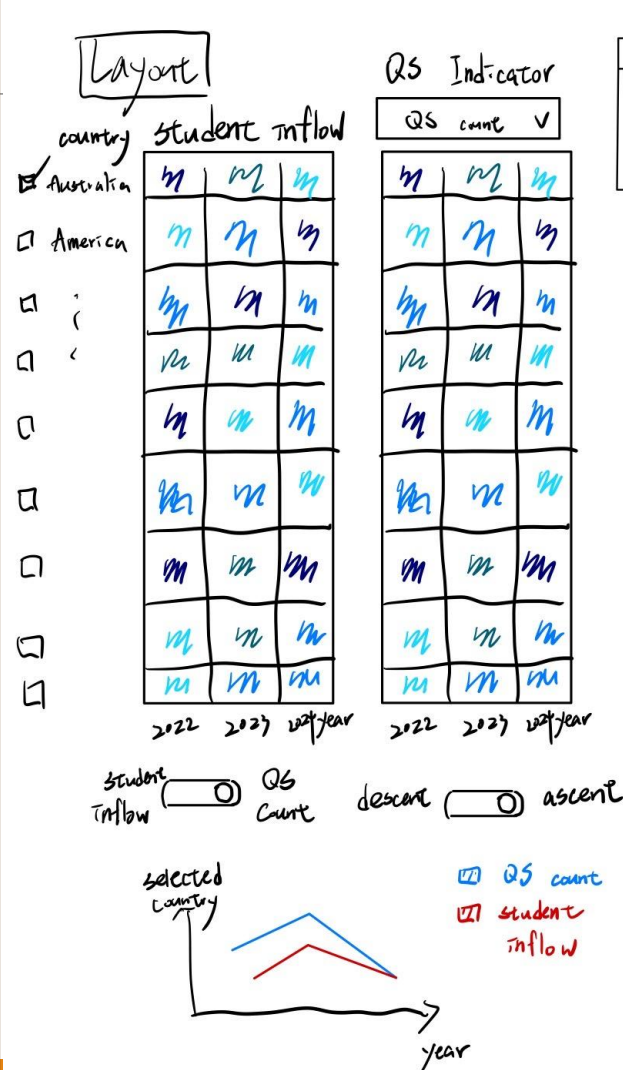 Layout
QS Indicator
QS count V
country
student inflow
Australia
America
2022 2023 2024 year
2022 2023 2024 year
student inflow
QS count
descent
ascent
selected country
QS count
student inflow
year